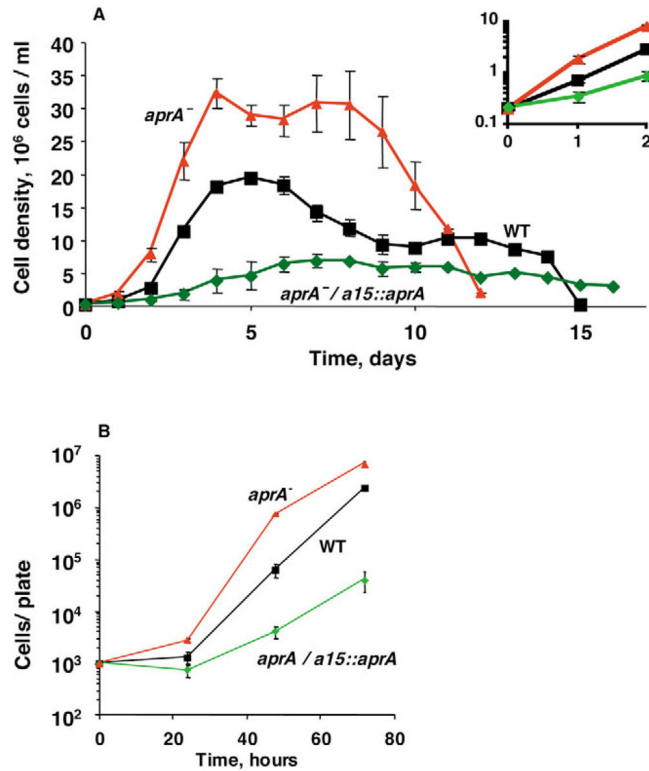 A
Cell density, 10⁶ cells / ml
40
35
30
25
20
15
10
5
0
0
5
10
15
Time, days
aprA⁻
WT
aprA⁻/ a15::aprA
10
1
0.1
0
1
2
B
Cells/ plate
10⁷
10⁶
10⁵
10⁴
10³
10²
0
20
40
60
80
Time, hours
aprA⁻
WT
aprA / a15::aprA